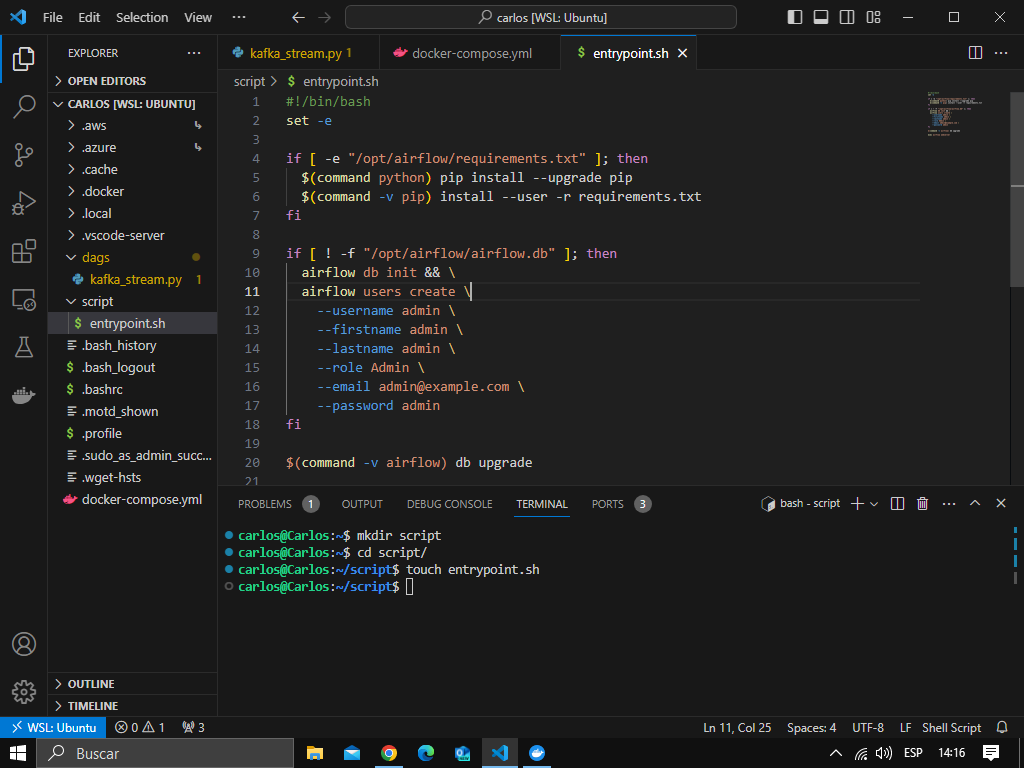 File Edit Selection View ··· carlos [WSL: Ubuntu]
EXPLORER ···
OPEN EDITORS
CARLOS [WSL: UBUNTU]
.aws
.azure
.cache
.docker
.local
.vscode-server
dags
kafka_stream.py 1
script
$ entrypoint.sh
.bash_history
$ .bash_logout
$ .bashrc
.motd_shown
$ .profile
.sudo_as_admin_succ...
.wget-hsts
docker-compose.yml
OUTLINE
TIMELINE
kafka_stream.py 1 docker-compose.yml $ entrypoint.sh
script > $ entrypoint.sh
1 #!/bin/bash
2 set -e
3
4 if [ -e "/opt/airflow/requirements.txt" ]; then
5 $(command python) pip install --upgrade pip
6 $(command -v pip) install --user -r requirements.txt
7 fi
8
9 if [ ! -f "/opt/airflow/airflow.db" ]; then
10 airflow db init && \
11 airflow users create \
12 --username admin \
13 --firstname admin \
14 --lastname admin \
15 --role Admin \
16 --email admin@example.com \
17 --password admin
18 fi
19
20 $(command -v airflow) db upgrade
21
PROBLEMS 1 OUTPUT DEBUG CONSOLE TERMINAL PORTS 3 bash - script
carlos@Carlos:~$ mkdir script
carlos@Carlos:~$ cd script/
carlos@Carlos:~/script$ touch entrypoint.sh
carlos@Carlos:~/script$
WSL: Ubuntu 0 1 3 Ln 11, Col 25 Spaces: 4 UTF-8 LF Shell Script
Buscar ESP 14:16